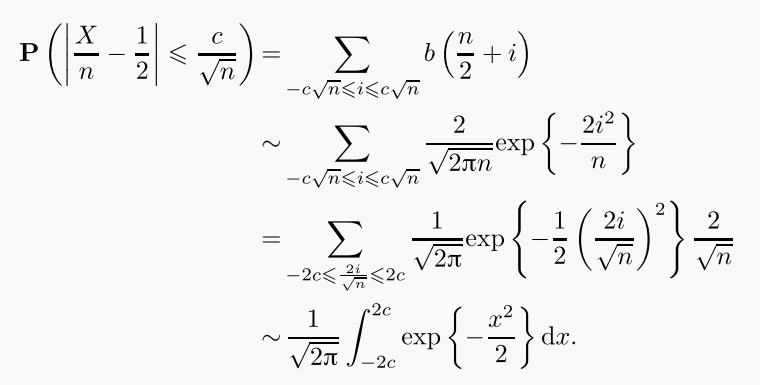 \mathbf{P}\left(\left|\frac{X}{n}-\frac{1}{2}\right|\leqslant\frac{c}{\sqrt{n}}\right)=\sum_{-c\sqrt{n}\leqslant i\leqslant c\sqrt{n}}b\left(\frac{n}{2}+i\right)
\sim\sum_{-c\sqrt{n}\leqslant i\leqslant c\sqrt{n}}\frac{2}{\sqrt{2\pi n}}\exp\left\{-\frac{2i^2}{n}\right\}
=\sum_{-2c\leqslant\frac{2i}{\sqrt{n}}\leqslant 2c}\frac{1}{\sqrt{2\pi}}\exp\left\{-\frac{1}{2}\left(\frac{2i}{\sqrt{n}}\right)^2\right\}\frac{2}{\sqrt{n}}
\sim\frac{1}{\sqrt{2\pi}}\int_{-2c}^{2c}\exp\left\{-\frac{x^2}{2}\right\}\mathrm{d}x.